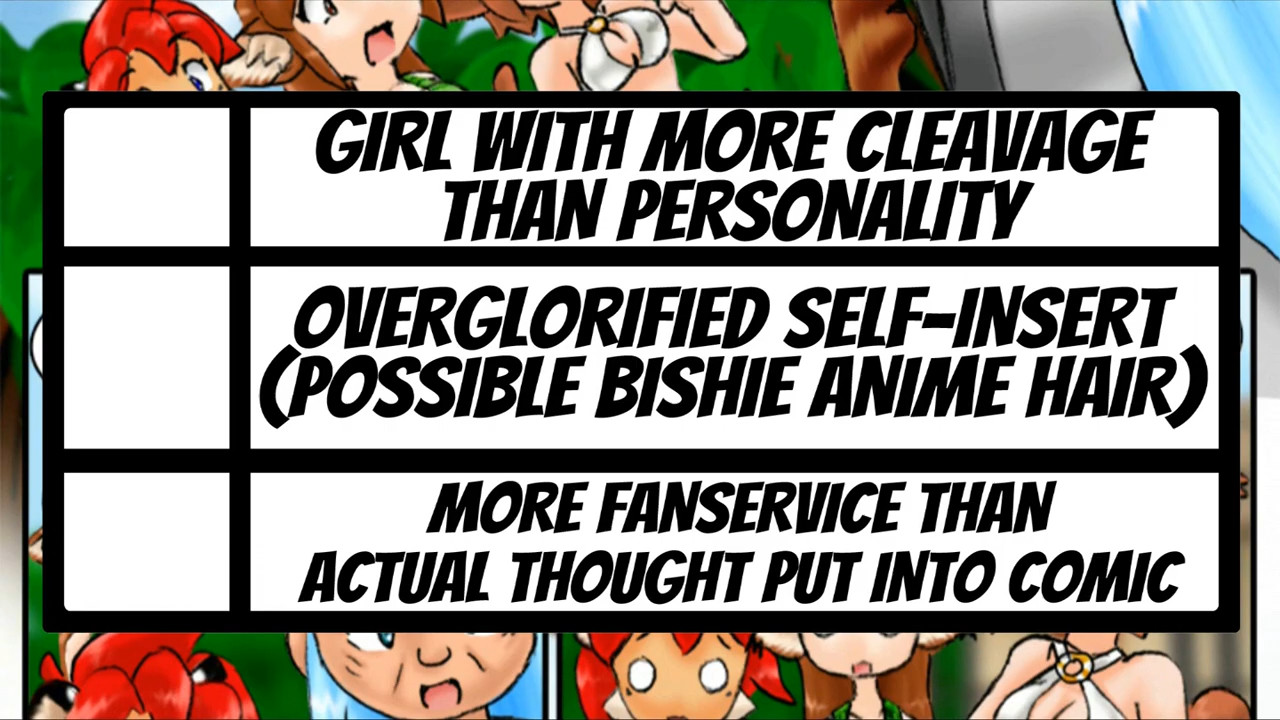 GIRL WITH MORE CLEAVAGE
THAN PERSONALITY
OVERGLORIFIED SELF-INSERT
(POSSIBLE BISHIE ANIME HAIR)
MORE FANSERVICE THAN
ACTUAL THOUGHT PUT INTO COMIC